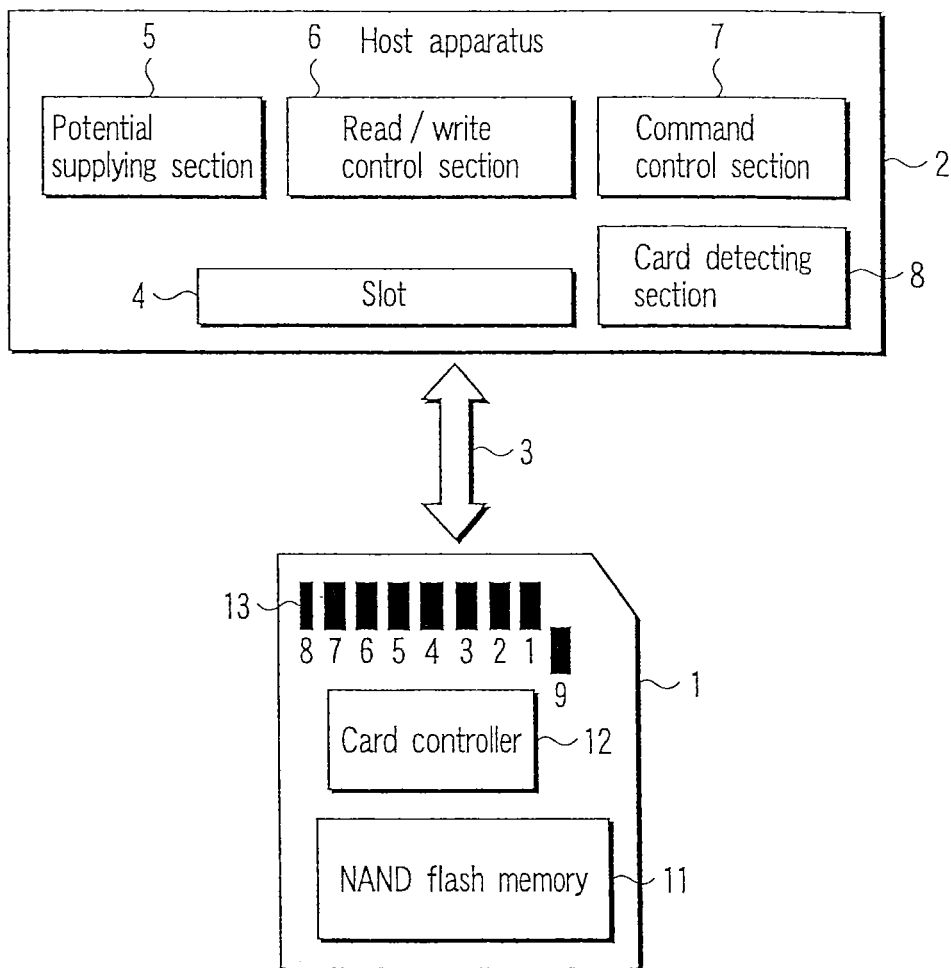 5
6
Host apparatus
7
Potential
supplying section
Read / write
control section
Command
control section
2
4
Slot
Card detecting
section
8
3
13
8 7 6 5 4 3 2 1
9
1
Card controller
12
NAND flash memory
11